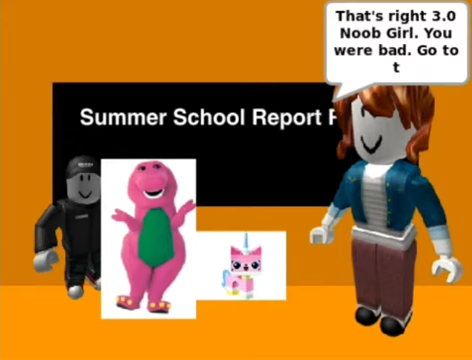 That's right 3.0
Noob Girl. You
were bad. Go to
t
Summer School Report